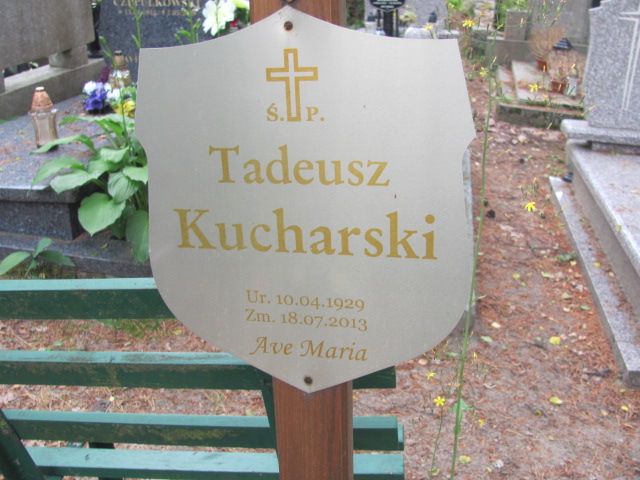 Ś. P.
Tadeusz
Kucharski
Ur. 10.04.1929
Zm. 18.07.2013
Ave Maria